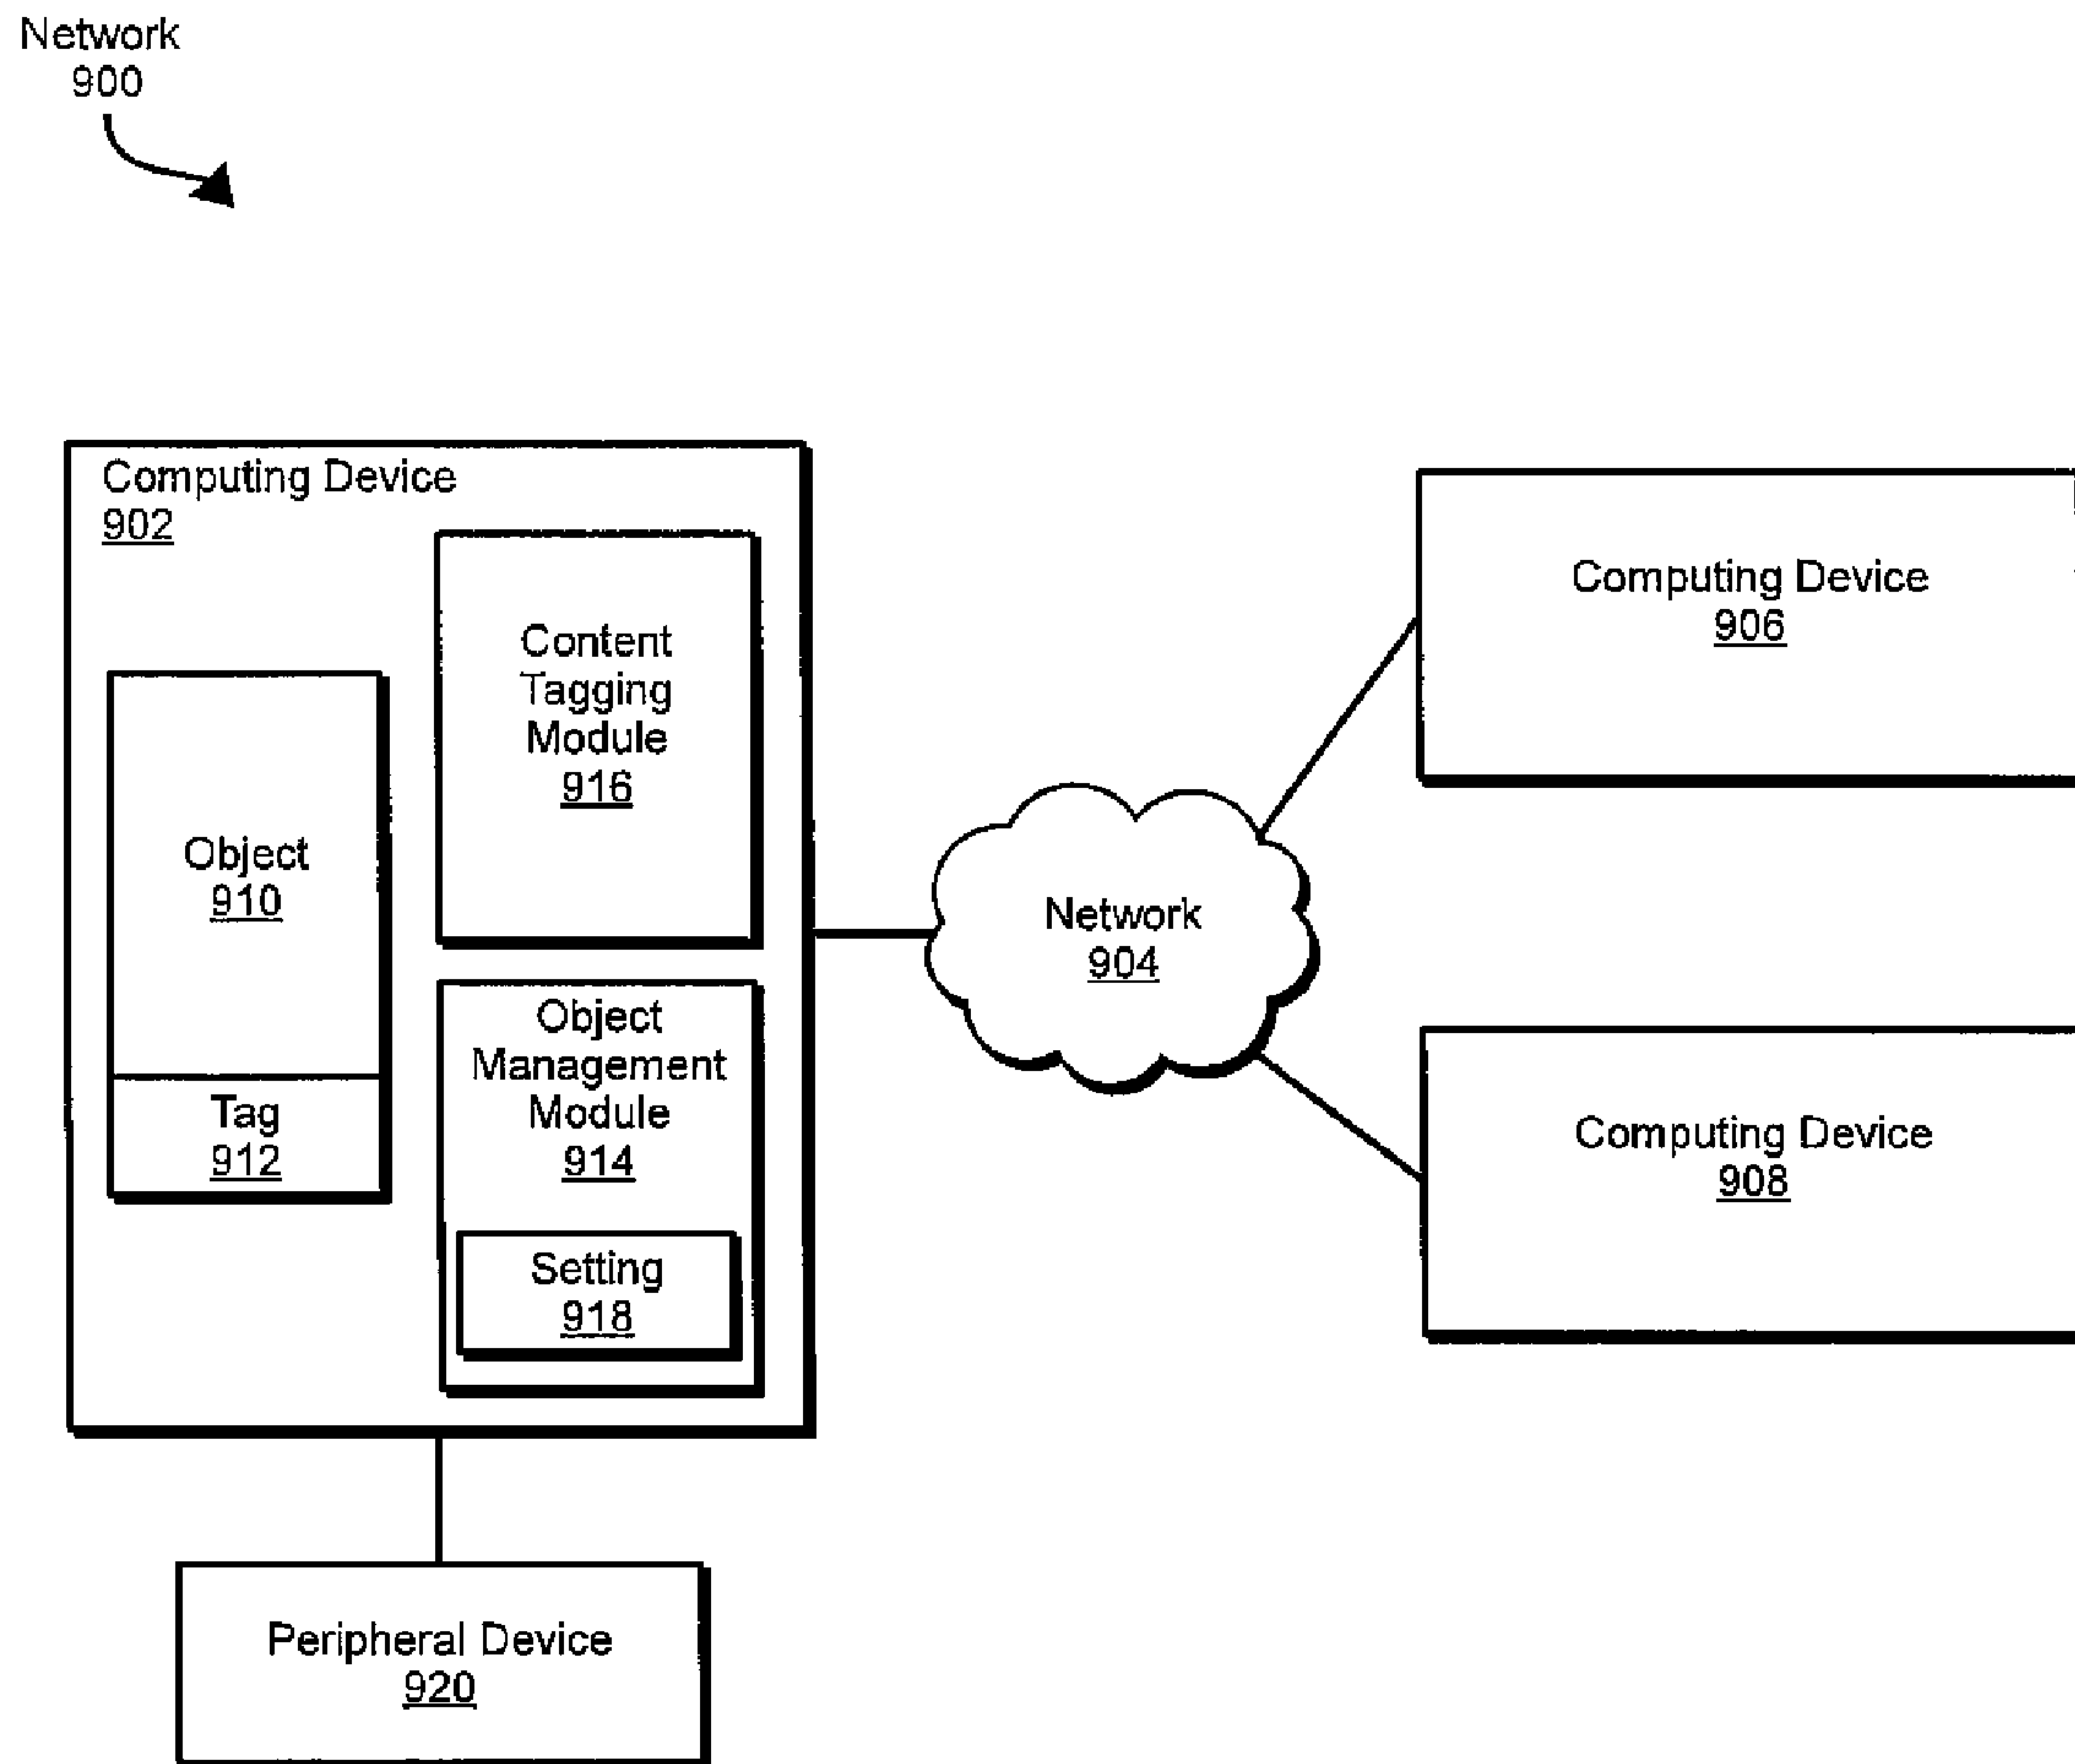 Network
900
Computing Device
902
Content
Tagging
Module
916
Object
910
Tag
912
Object
Management
Module
914
Setting
918
Network
904
Computing Device
906
Computing Device
908
Peripheral Device
920